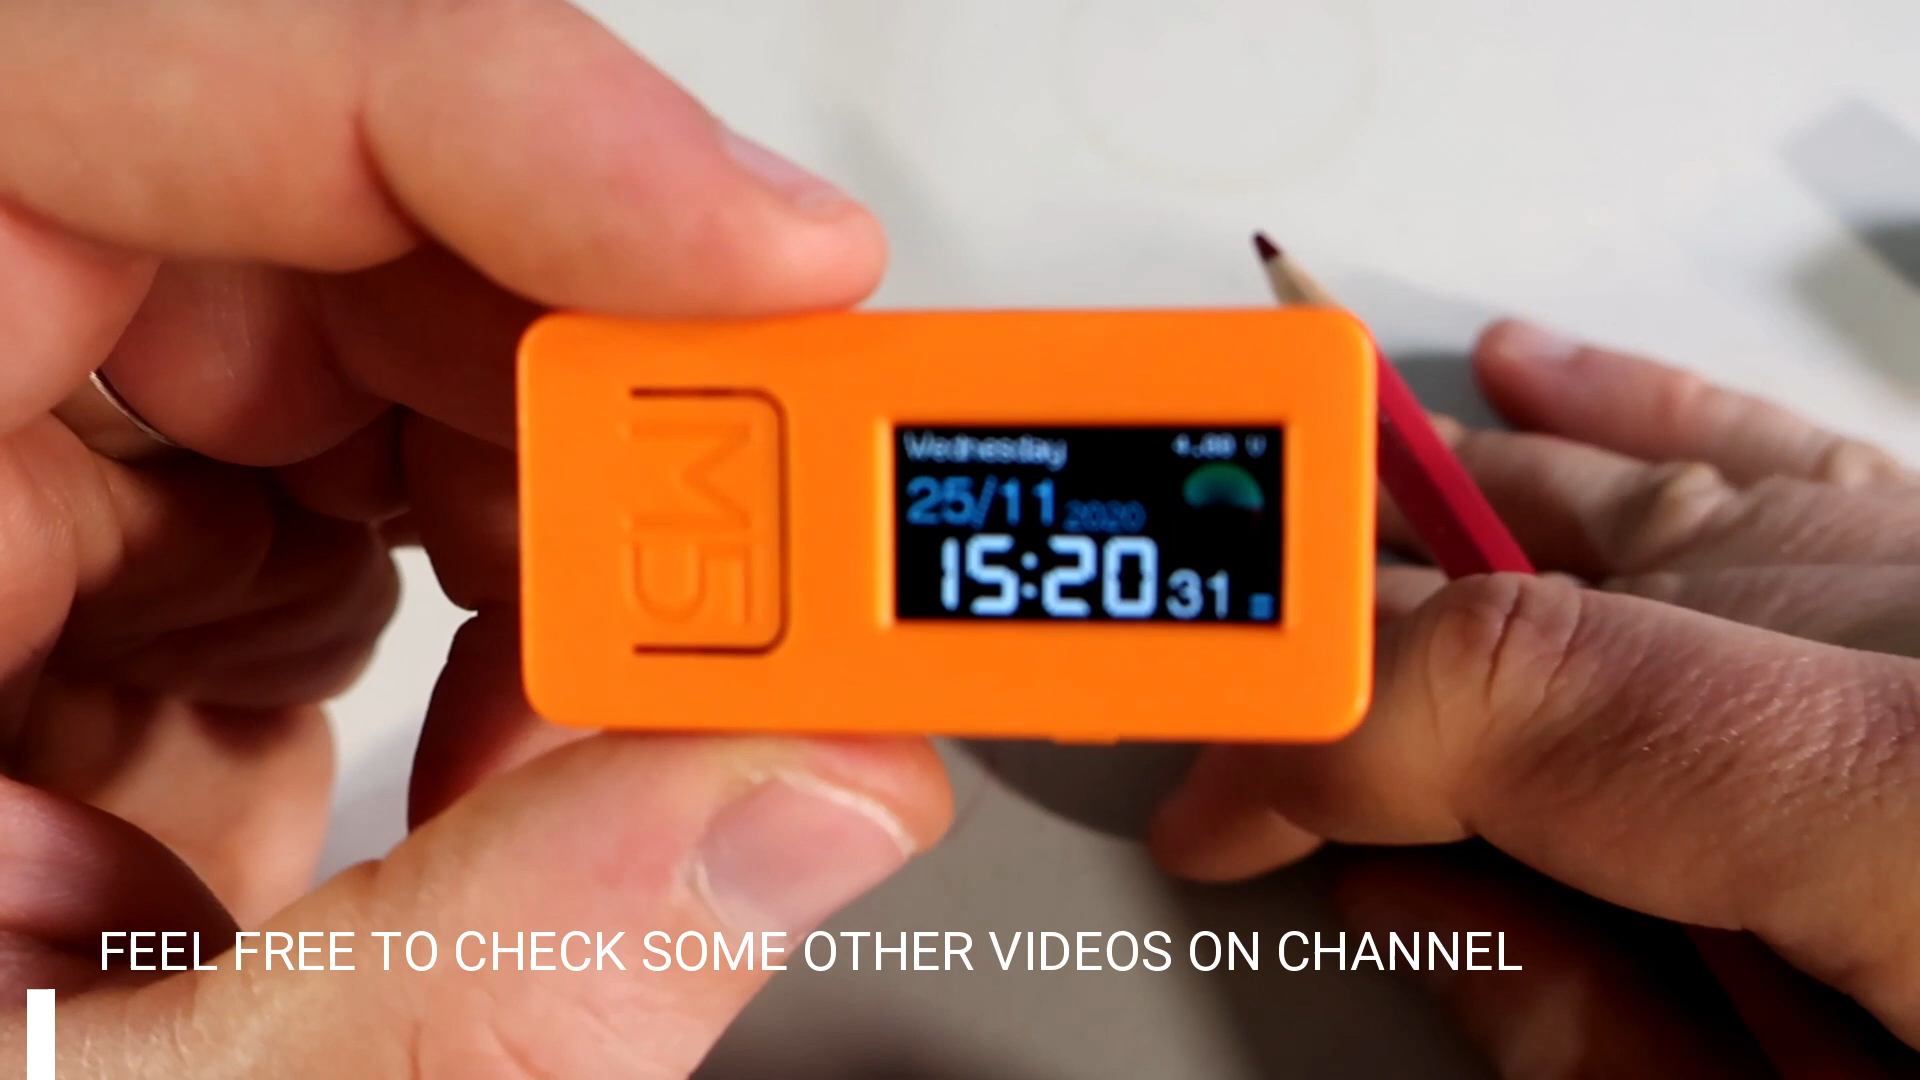 M5
Wednesday
25/11 2020
15:20 31
FEEL FREE TO CHECK SOME OTHER VIDEOS ON CHANNEL